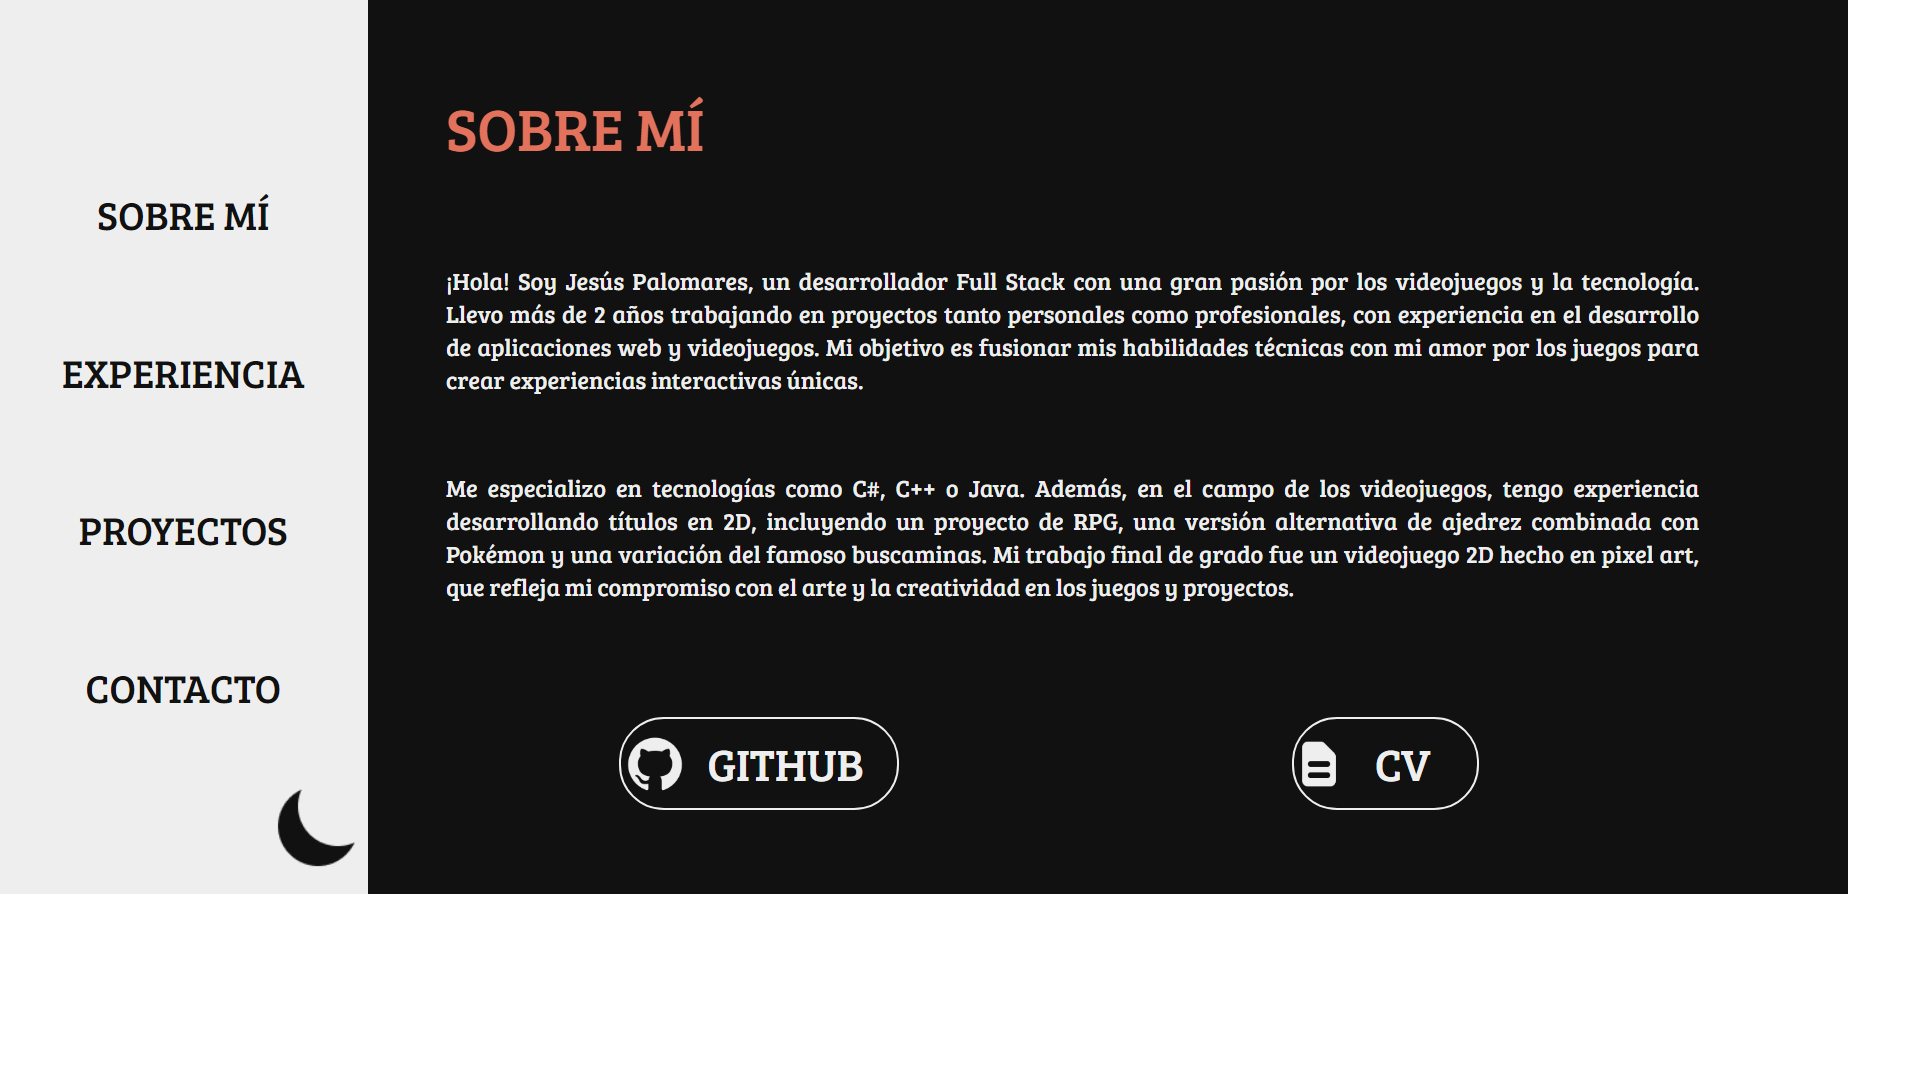 SOBRE MÍ
EXPERIENCIA
PROYECTOS
CONTACTO
SOBRE MÍ
¡Hola! Soy Jesús Palomares, un desarrollador Full Stack con una gran pasión por los videojuegos y la tecnología.
Llevo más de 2 años trabajando en proyectos tanto personales como profesionales, con experiencia en el desarrollo
de aplicaciones web y videojuegos. Mi objetivo es fusionar mis habilidades técnicas con mi amor por los juegos para
crear experiencias interactivas únicas.
Me especializo en tecnologías como C#, C++ o Java. Además, en el campo de los videojuegos, tengo experiencia
desarrollando títulos en 2D, incluyendo un proyecto de RPG, una versión alternativa de ajedrez combinada con
Pokémon y una variación del famoso buscaminas. Mi trabajo final de grado fue un videojuego 2D hecho en pixel art,
que refleja mi compromiso con el arte y la creatividad en los juegos y proyectos.
GITHUB
CV